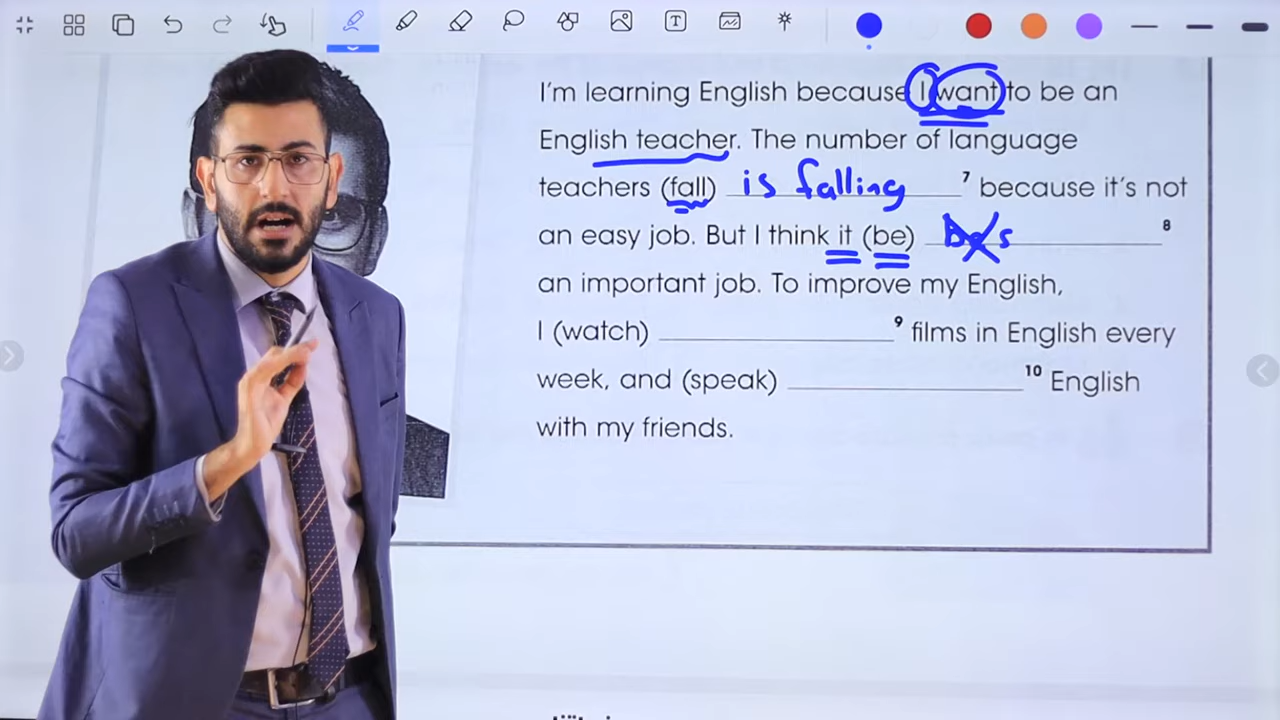 I'm learning English because I want to be an
English teacher. The number of language
teachers (fall) is falling 7 because it's not
an easy job. But I think it (be) be's 8
an important job. To improve my English,
I (watch) ____________ 9 films in English every
week, and (speak) ____________ 10 English
with my friends.